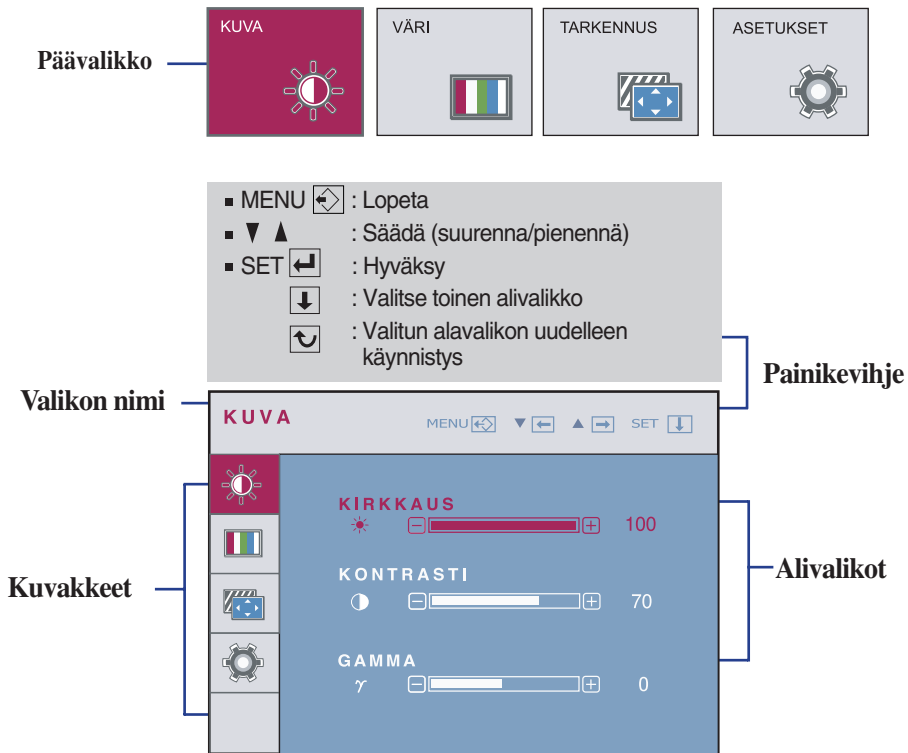 KUVA
VÄRI
TARKENNUS
ASETUKSET
Päävalikko
MENU : Lopeta
▼ ▲ : Säädä (suurenna/pienennä)
SET : Hyväksy
: Valitse toinen alivalikko
: Valitun alavalikon uudelleen
käynnistys
Painikevihje
Valikon nimi
KUVA
MENU ▼ ▲ SET
KIRKKAUS
100
Kuvakkeet
KONTRASTI
70
Alivalikot
GAMMA
γ 0